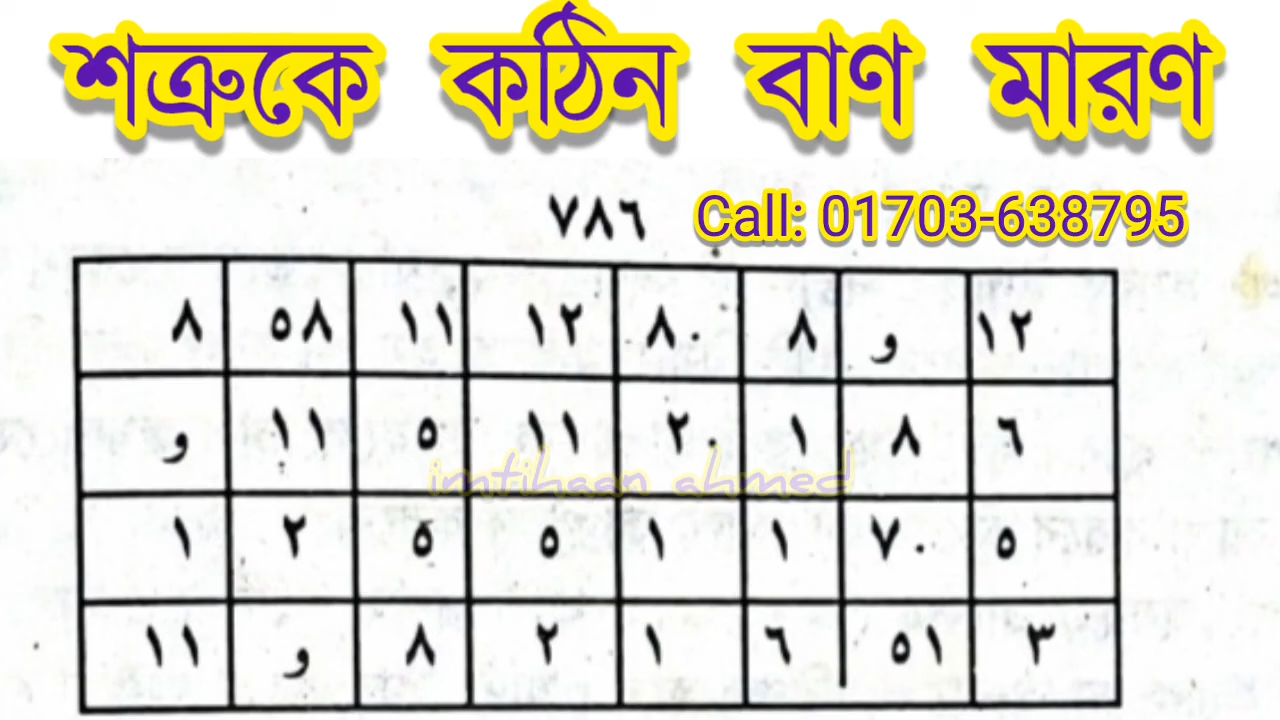 শত্রুকে কঠিন বাণ মারণ
٧٨٦
Call: 01703-638795
٨ ٥٨ ١١ ١٢ ٨٠ ٨ و ١٢
و ١١ ٥ ١١ ٢٠ ١ ٨ ٦
imtihaan ahmed
١ ٢ ٥ ٥ ١ ١ ٧٠ ٥
١١ و ٨ ٢ ١ ٦ ٥١ ٣